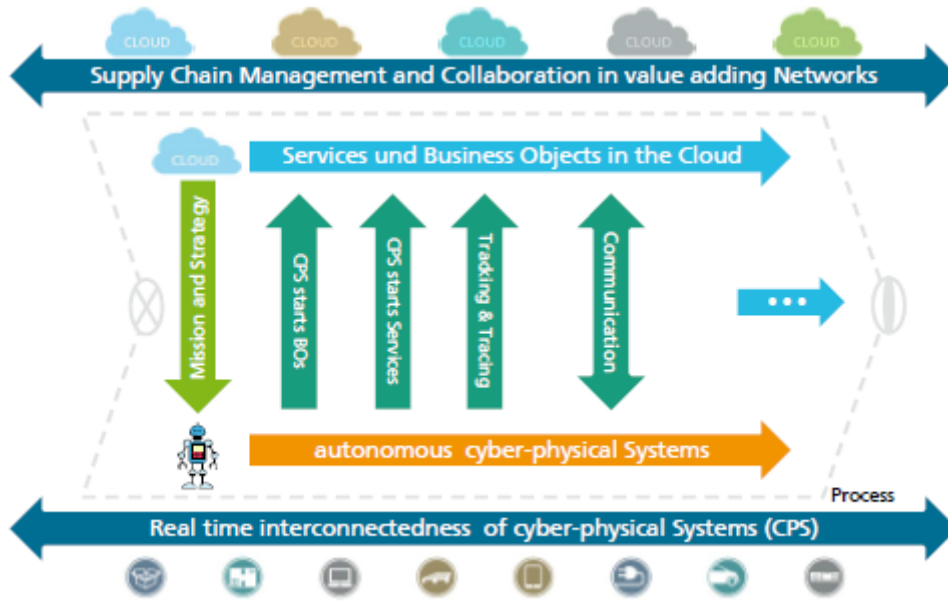 CLOUD CLOUD CLOUD CLOUD CLOUD
Supply Chain Management and Collaboration in value adding Networks
CLOUD
Services und Business Objects in the Cloud
Mission and Strategy
CPS starts BOs
CPS starts Services
Tracking & Tracing
Communication
...
autonomous cyber-physical Systems
Process
Real time interconnectedness of cyber-physical Systems (CPS)